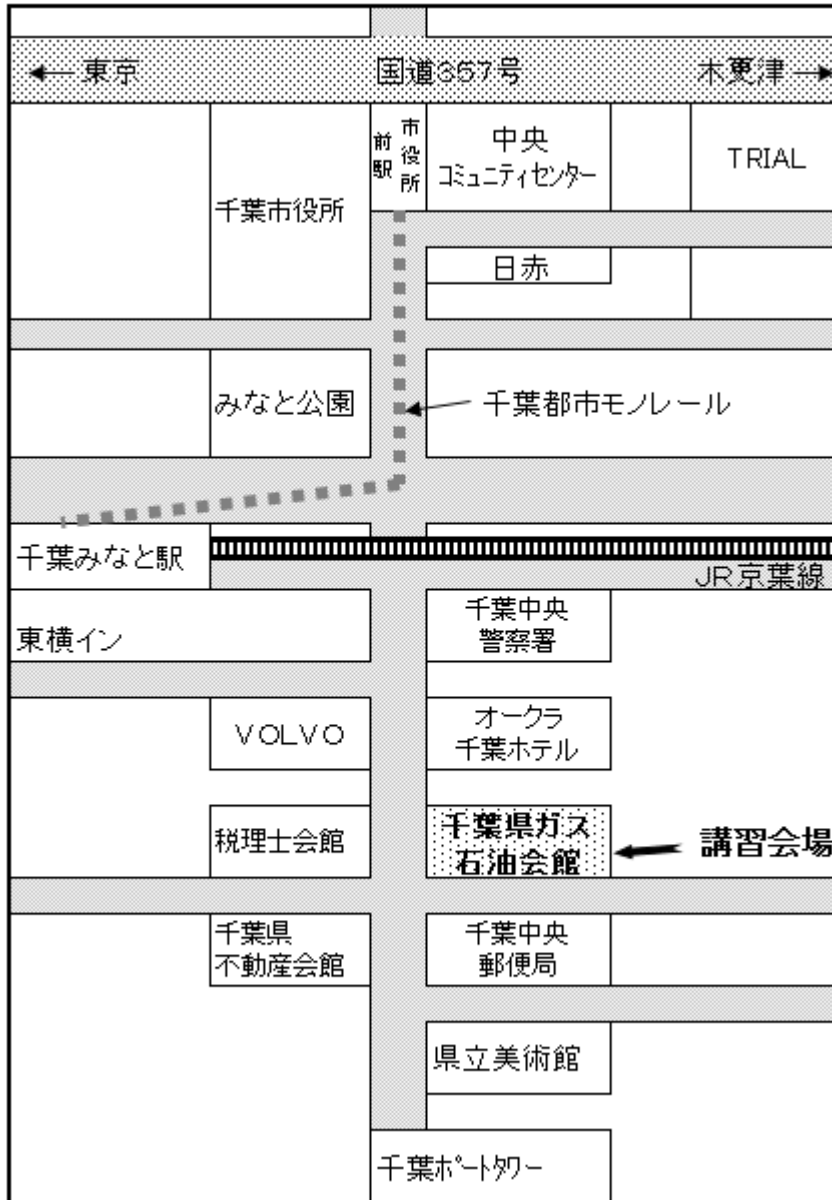 ← 東京 国道357号 木更津 →
千葉市役所
市役所
前駅
中央
コミュニティセンター
TRIAL
日赤
みなと公園
千葉都市モノレール
千葉みなと駅
JR京葉線
東横イン
千葉中央
警察署
VOLVO
オークラ
千葉ホテル
税理士会館
千葉県ガス
石油会館
講習会場
千葉県
不動産会館
千葉中央
郵便局
県立美術館
千葉ポートタワー